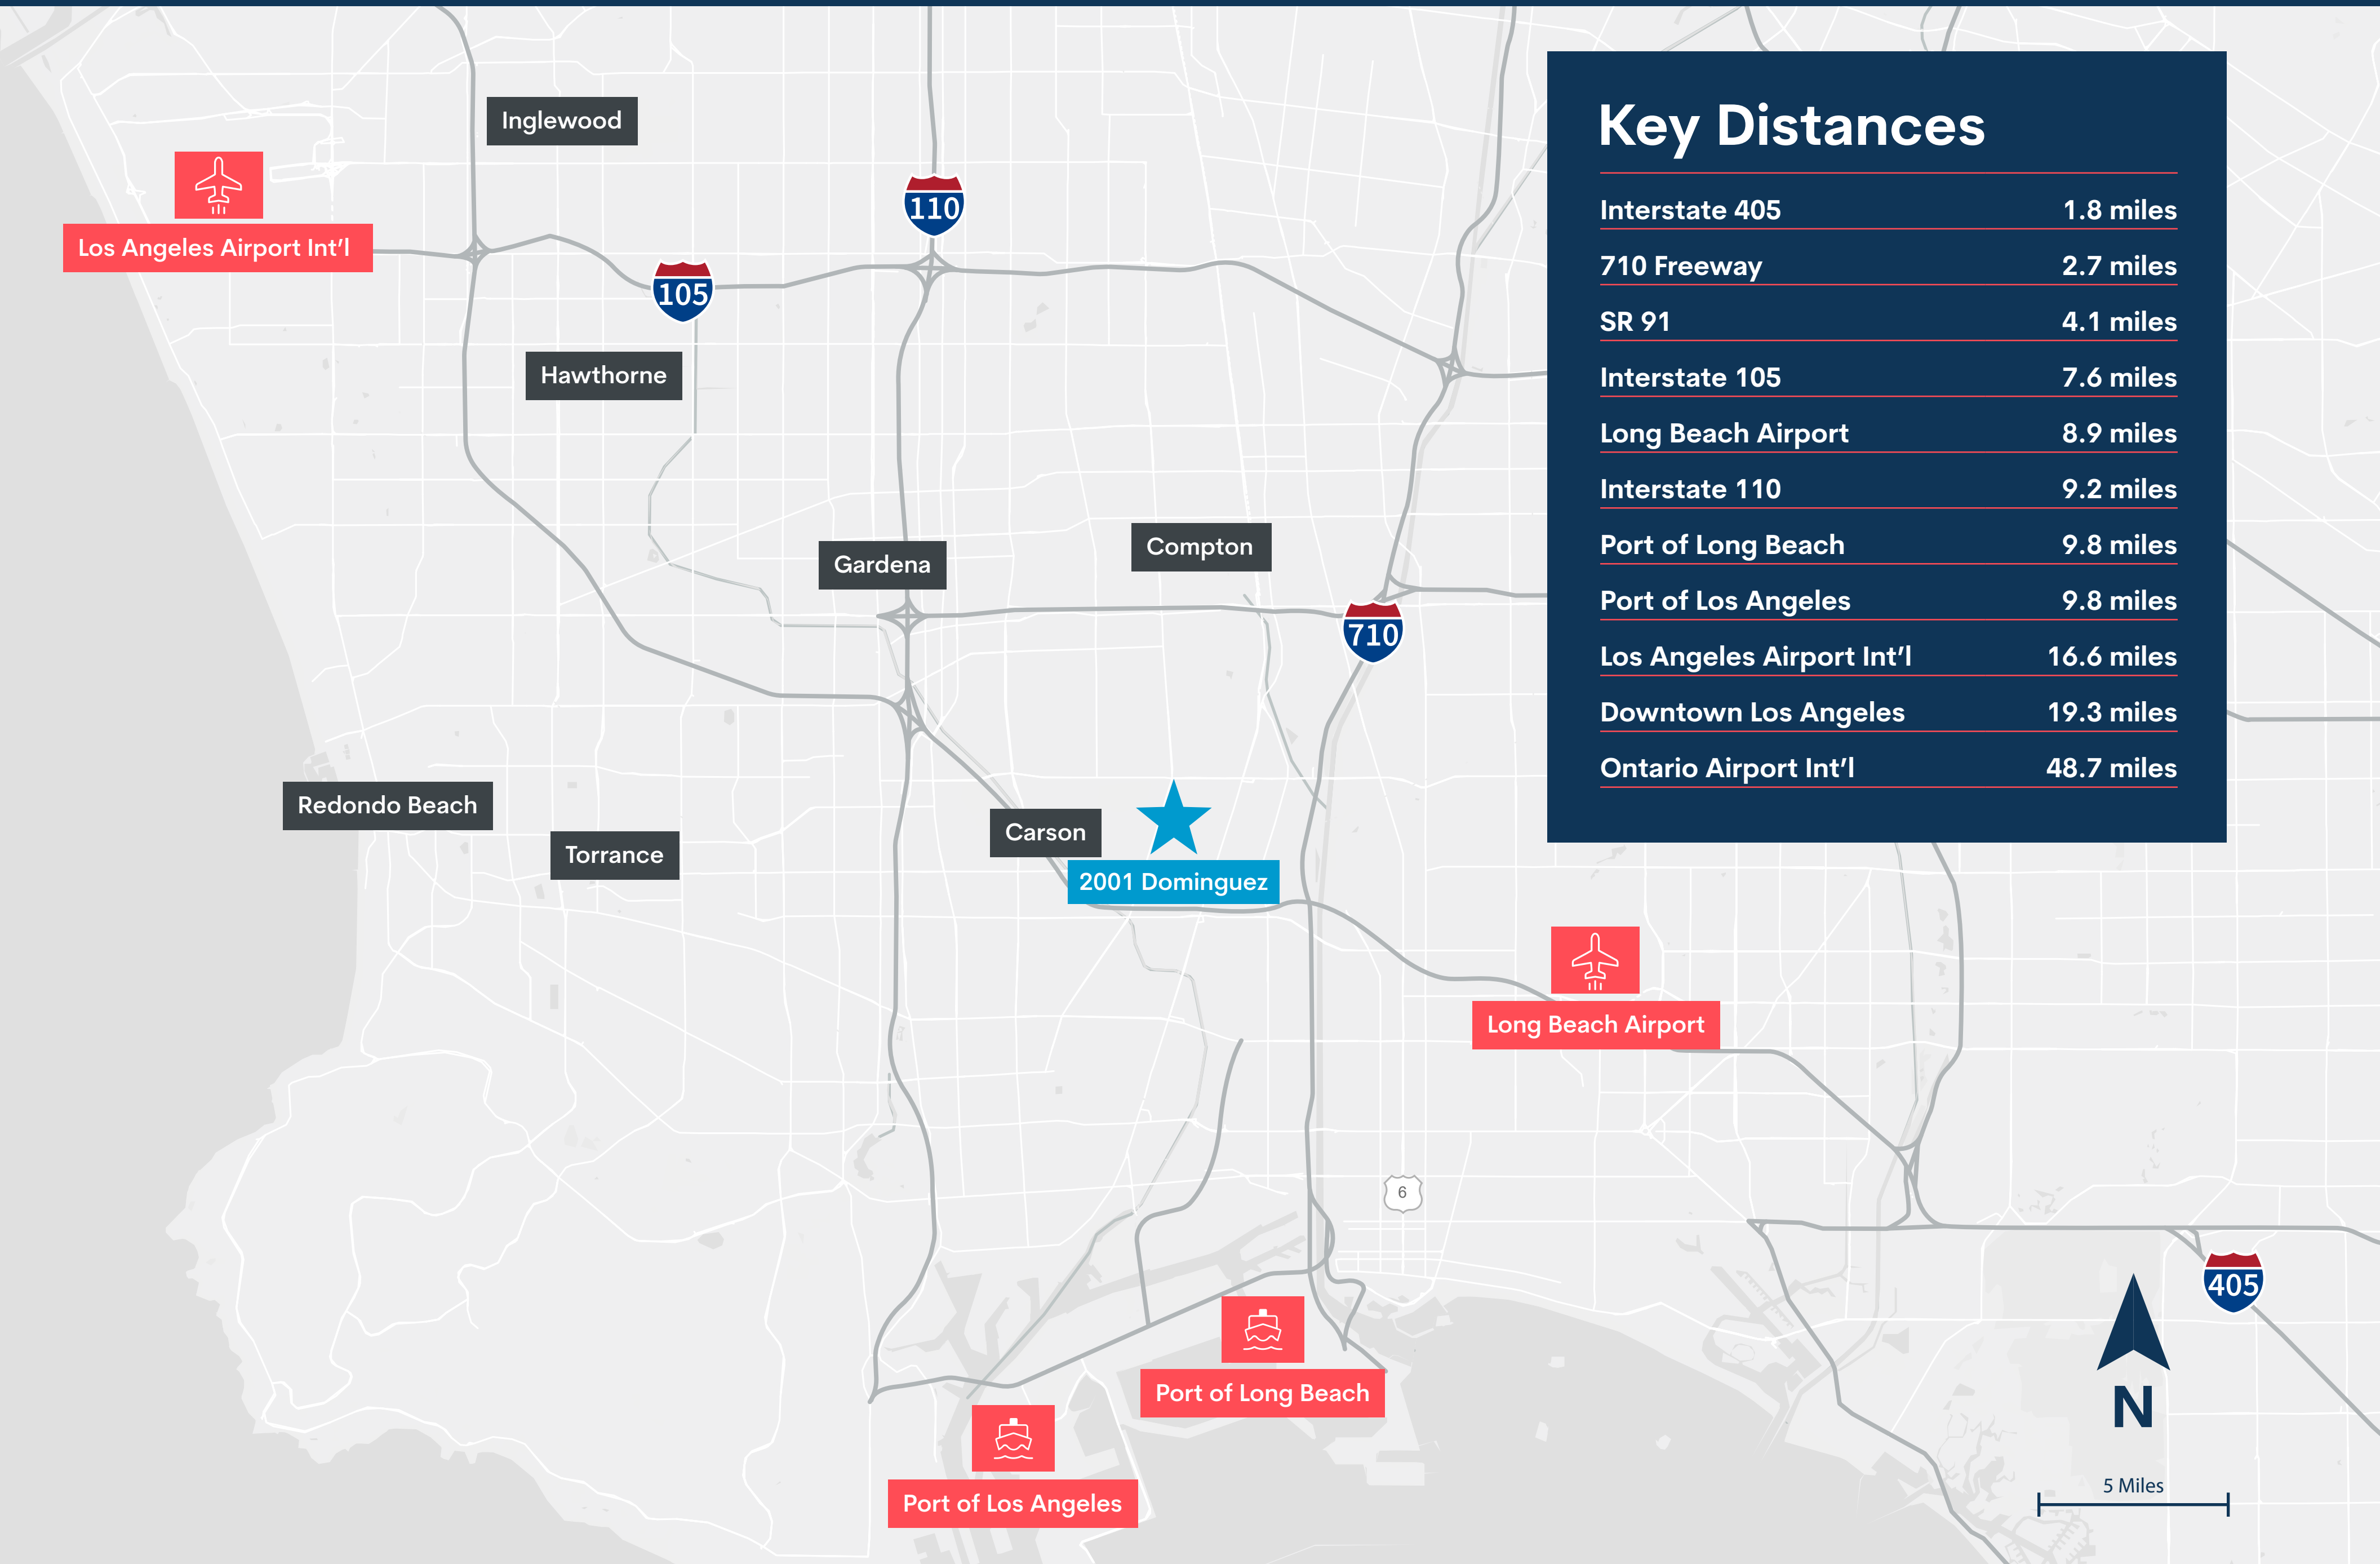 Inglewood
Los Angeles Airport Int’l
110
105
Hawthorne
Gardena
Compton
710
Redondo Beach
Torrance
Carson
2001 Dominguez
Long Beach Airport
6
Port of Long Beach
Port of Los Angeles
405
N
5 Miles
Key Distances
Interstate 405 1.8 miles
710 Freeway 2.7 miles
SR 91 4.1 miles
Interstate 105 7.6 miles
Long Beach Airport 8.9 miles
Interstate 110 9.2 miles
Port of Long Beach 9.8 miles
Port of Los Angeles 9.8 miles
Los Angeles Airport Int’l 16.6 miles
Downtown Los Angeles 19.3 miles
Ontario Airport Int’l 48.7 miles